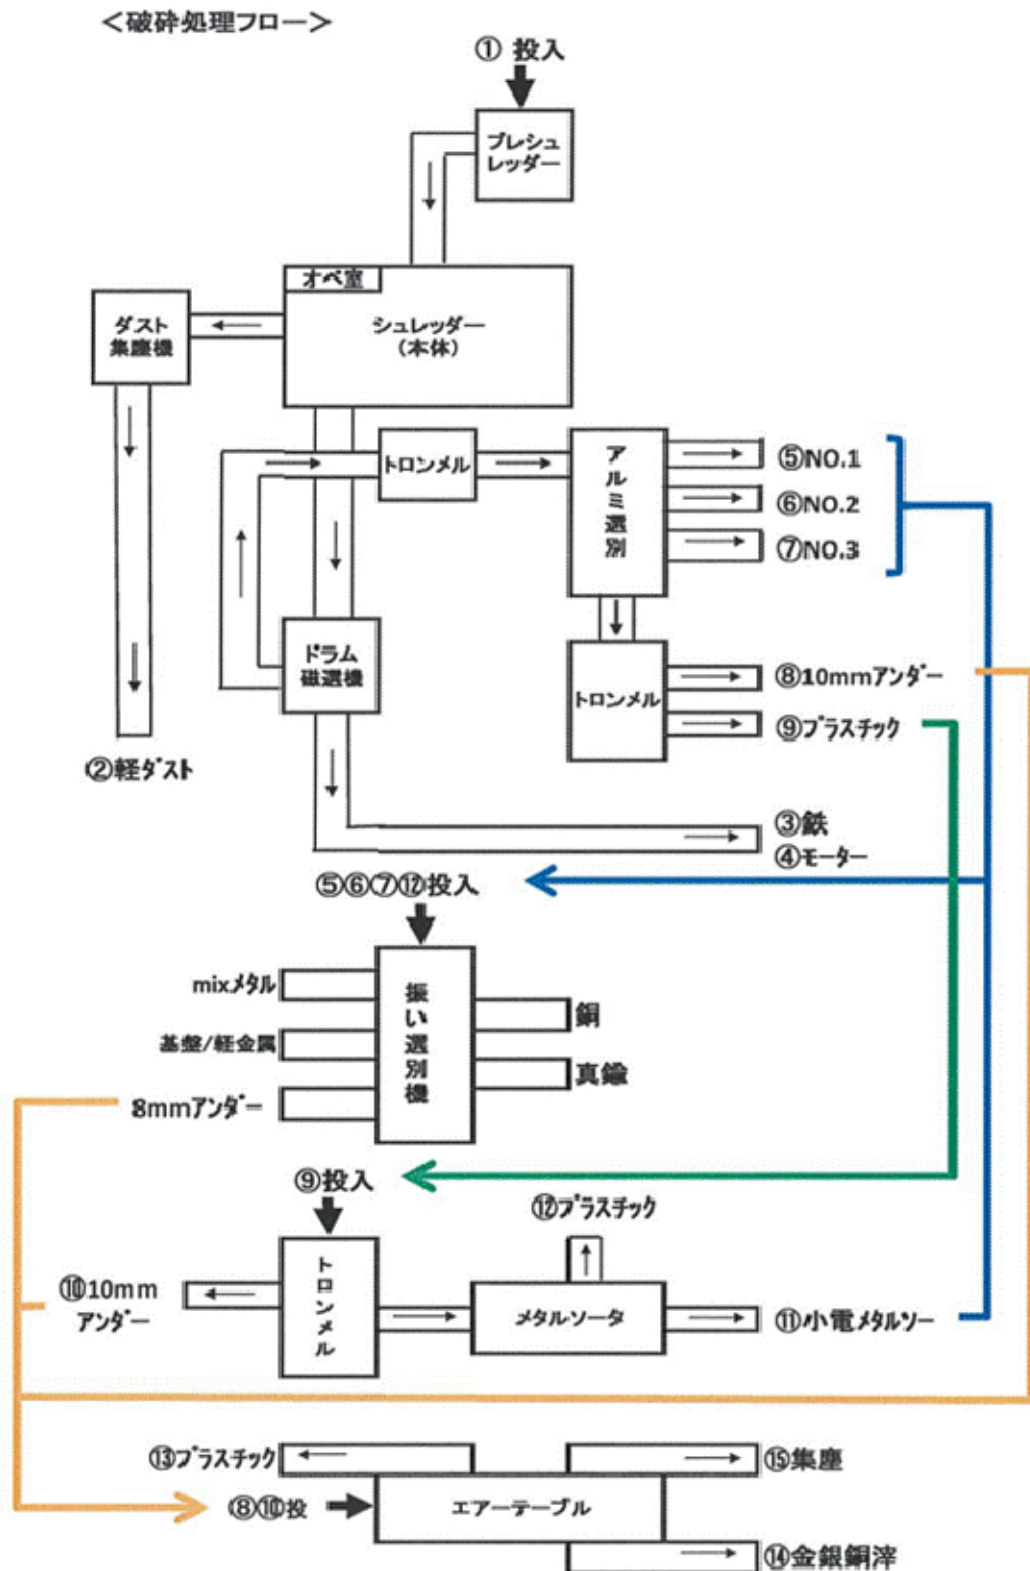 ＜破砕処理フロー＞
① 投入
プレシュ
レッダー
オペ室
シュレッダー
（本体）
ダスト
集塵機
トロンメル
アルミ選別
⑤NO.1
⑥NO.2
⑦NO.3
ドラム
磁選機
トロンメル
⑧10mmアンダー
⑨プラスチック
②軽ダスト
③鉄
④モーター
⑤⑥⑦⑫投入
振い選別機
mixメタル
基盤/軽金属
8mmアンダー
銅
真鍮
⑨投入
トロンメル
⑩10mm
アンダー
⑫プラスチック
メタルソータ
⑪小電メタルソー
⑬プラスチック
⑮集塵
⑧⑩投
エアーテーブル
⑭金銀銅滓